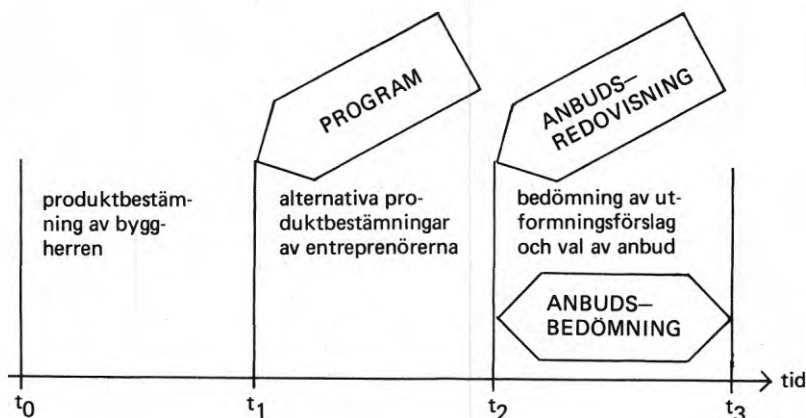 PROGRAM
ANBUDS–
REDOVISNING
produktbestäm-
ning av bygg-
herren
alternativa pro-
duktbestämningar
av entreprenörerna
bedömning av ut-
formningsförslag
och val av anbud
ANBUDS–
BEDÖMNING
tid
t0
t1
t2
t3